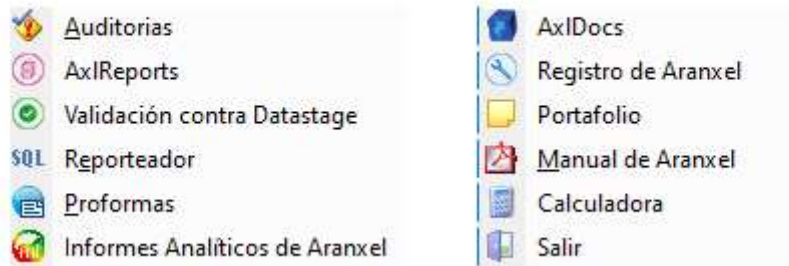 Auditorias
AxlReports
Validación contra Datastage
SQL Reporteador
Proformas
Informes Analíticos de Aranxel
AxlDocs
Registro de Aranxel
Portafolio
Manual de Aranxel
Calculadora
Salir